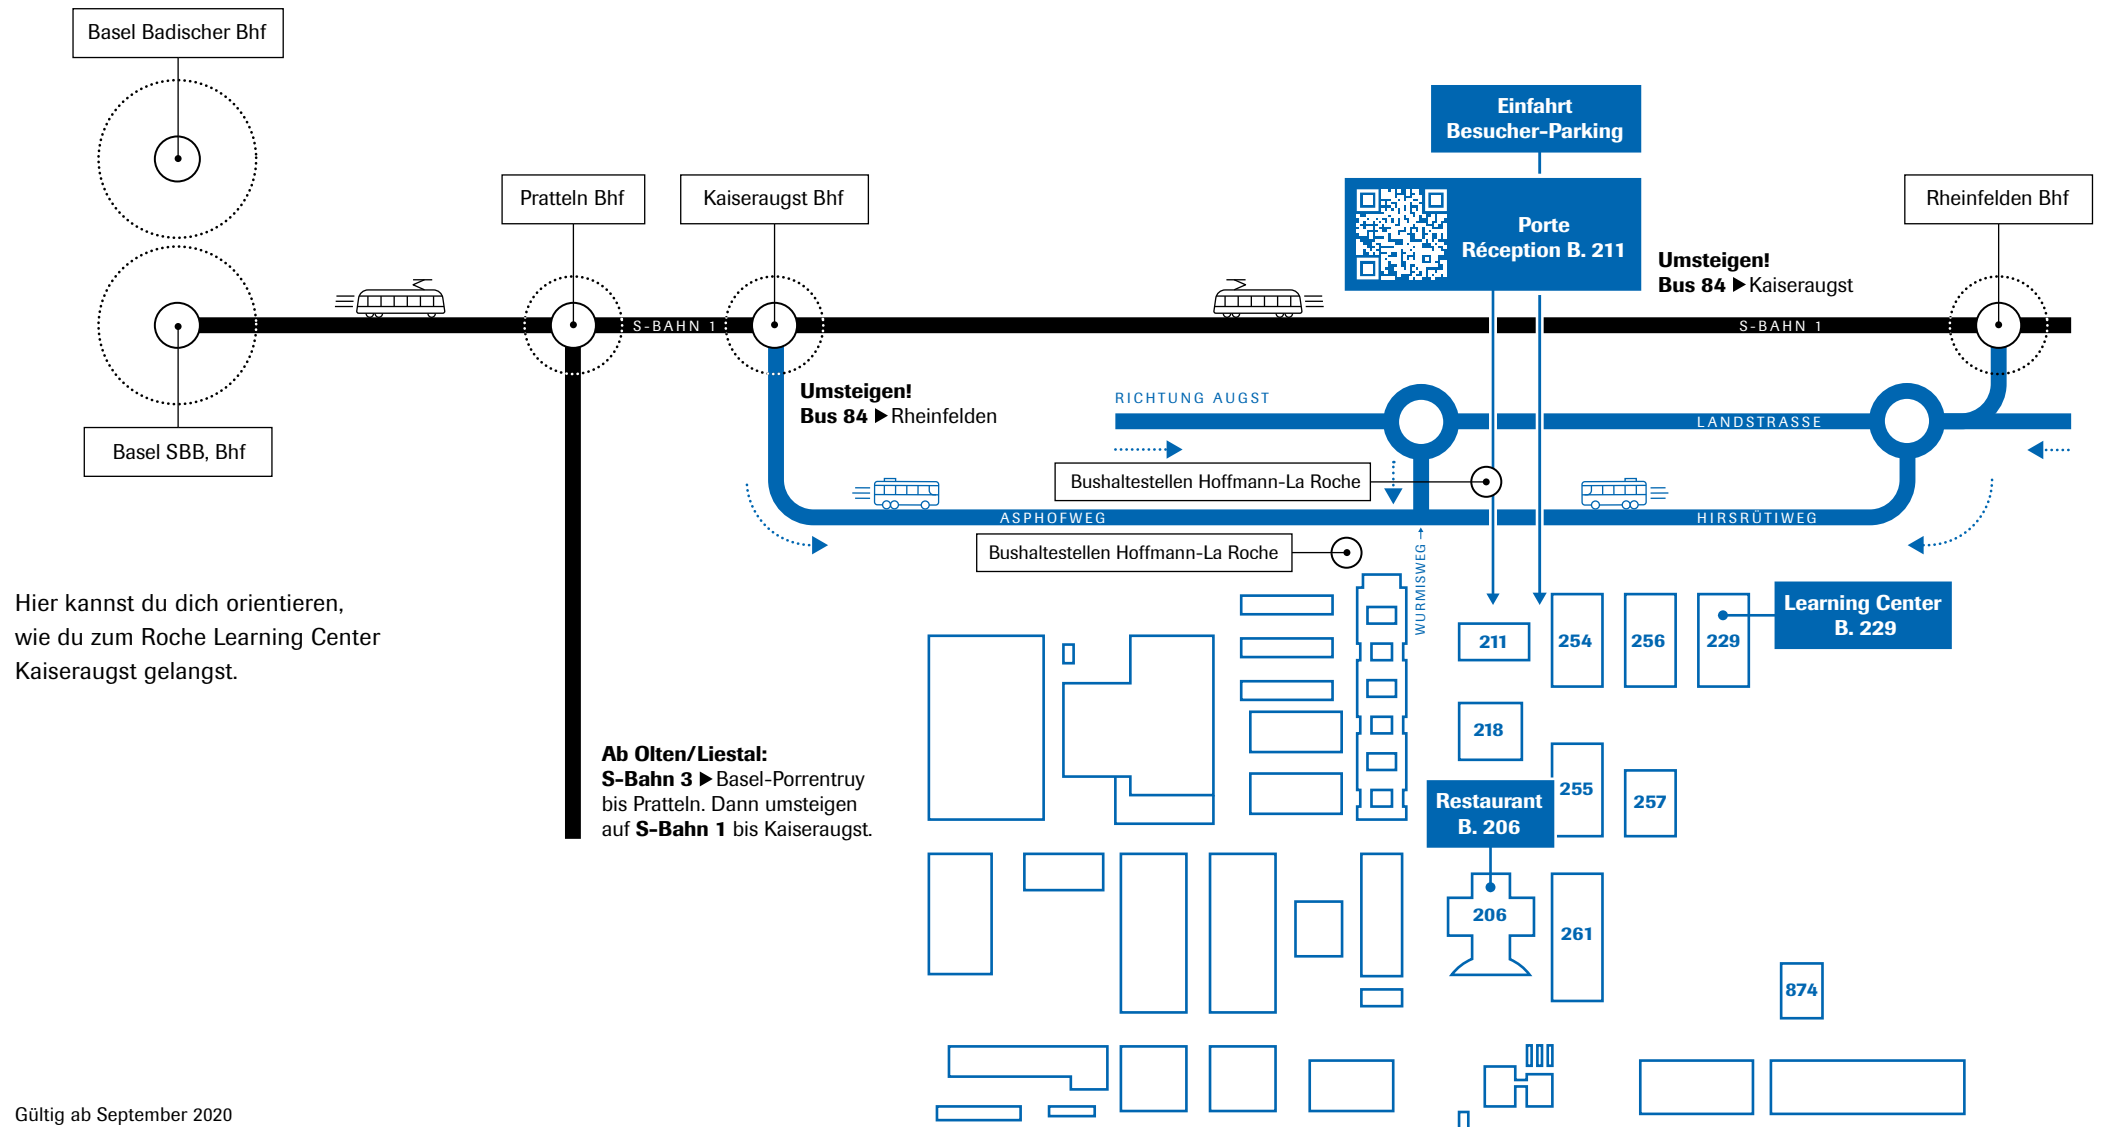 Basel Badischer Bhf
Einfahrt
Besucher-Parking
Pratteln Bhf
Kaiseraugst Bhf
Porte
Réception B. 211
Rheinfelden Bhf
Umsteigen!
Bus 84 ▶ Kaiseraugst
S-BAHN 1
S-BAHN 1
Umsteigen!
Bus 84 ▶ Rheinfelden
RICHTUNG AUGST
LANDSTRASSE
Basel SBB, Bhf
Bushaltestellen Hoffmann-La Roche
ASPHOFWEG
HIRSRÜTIWEG
Bushaltestellen Hoffmann-La Roche
WURMISWEG →
Hier kannst du dich orientieren,
wie du zum Roche Learning Center
Kaiseraugst gelangst.
Learning Center
B. 229
211
254
256
229
218
Ab Olten/Liestal:
S-Bahn 3 ▶ Basel-Porrentruy
bis Pratteln. Dann umsteigen
auf S-Bahn 1 bis Kaiseraugst.
Restaurant
B. 206
255
257
206
261
874
Gültig ab September 2020